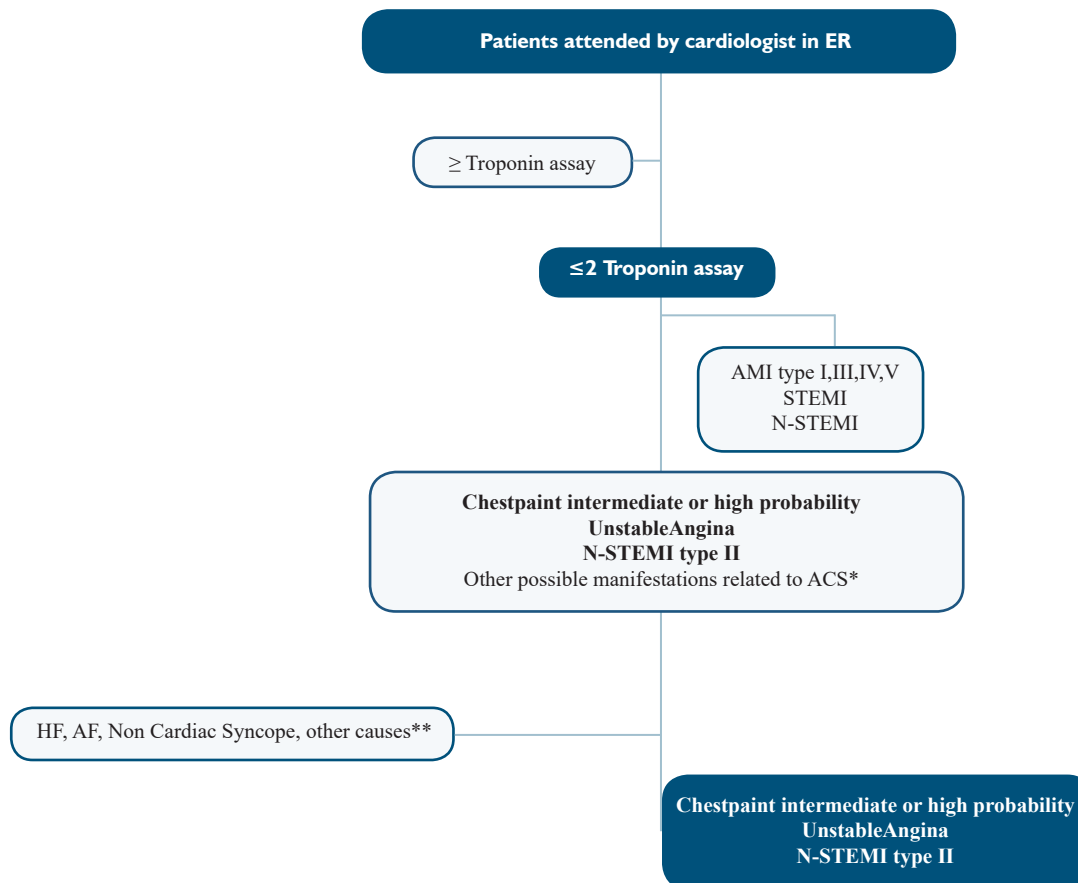 Patients attended by cardiologist in ER
≥ Troponin assay
≤2 Troponin assay
AMI type I,III,IV,V
STEMI
N-STEMI
Chestpaint intermediate or high probability
UnstableAngina
N-STEMI type II
Other possible manifestations related to ACS*
HF, AF, Non Cardiac Syncope, other causes**
Chestpaint intermediate or high probability
UnstableAngina
N-STEMI type II